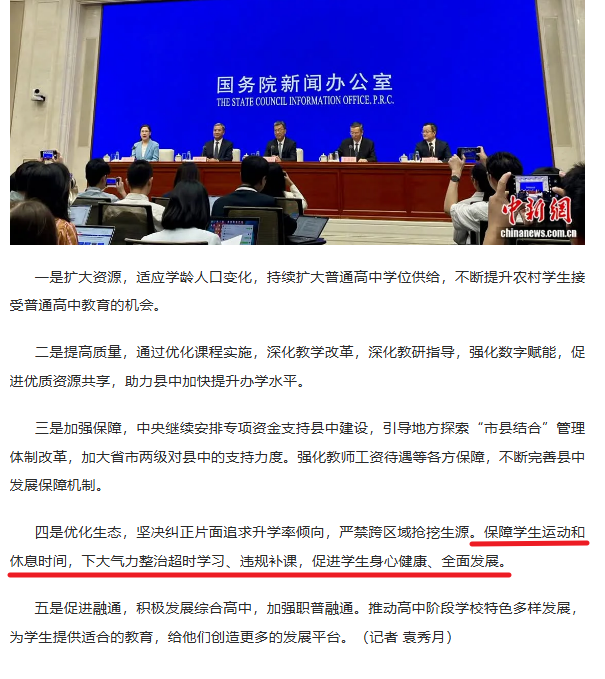 国务院新闻办公室
THE STATE COUNCIL INFORMATION OFFICE, P.R.C.
中新网
chinanews.com.cn
一是扩大资源，适应学龄人口变化，持续扩大普通高中学位供给，不断提升农村学生接
受普通高中教育的机会。
二是提高质量，通过优化课程实施，深化教学改革，深化教研指导，强化数字赋能，促
进优质资源共享，助力县中加快提升办学水平。
三是加强保障，中央继续安排专项资金支持县中建设，引导地方探索“市县结合”管理
体制改革，加大省市两级对县中的支持力度。强化教师工资待遇等各方保障，不断完善县中
发展保障机制。
四是优化生态，坚决纠正片面追求升学率倾向，严禁跨区域抢挖生源。保障学生运动和
休息时间，下大气力整治超时学习、违规补课，促进学生身心健康、全面发展。
五是促进融通，积极发展综合高中，加强职普融通。推动高中阶段学校特色多样发展，
为学生提供适合的教育，给他们创造更多的发展平台。（记者 袁秀月）